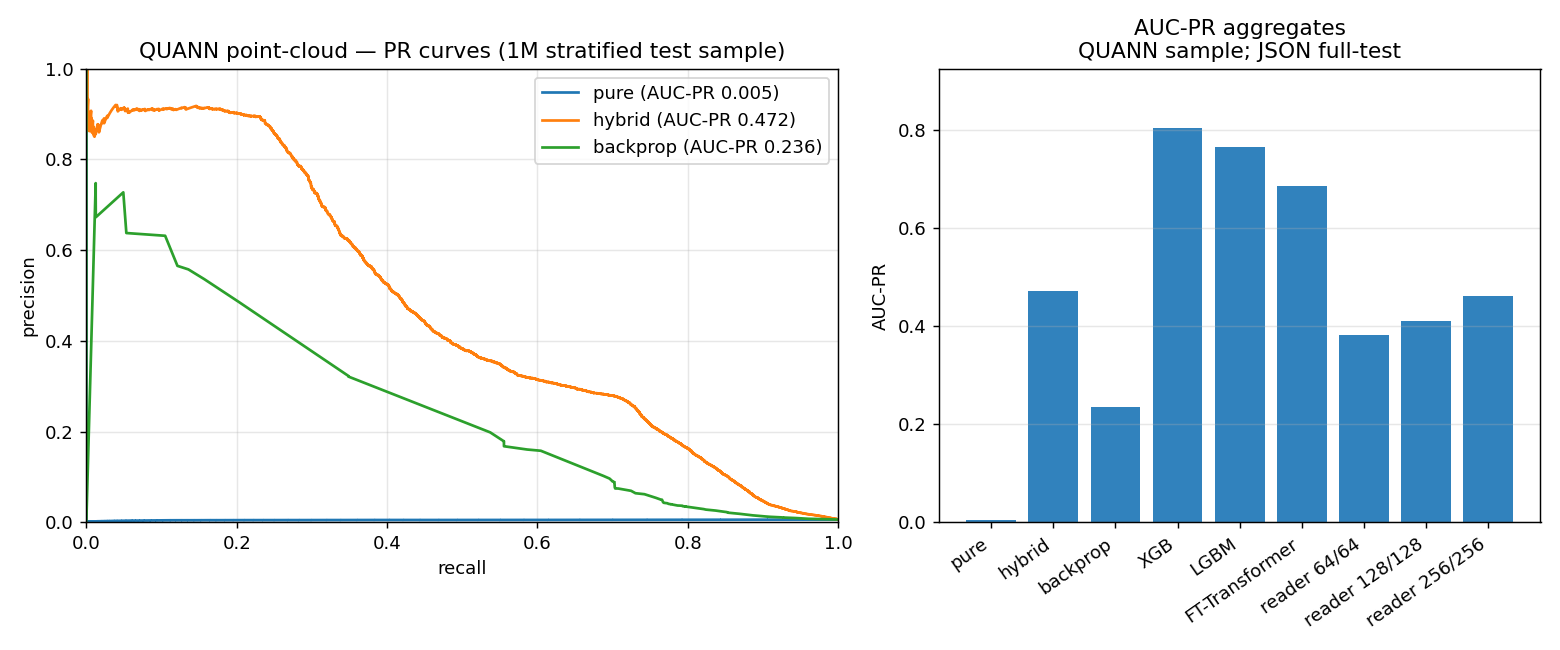 QUANN point-cloud — PR curves (1M stratified test sample)
1.0
0.8
0.6
0.4
0.2
0.0
precision
pure (AUC-PR 0.005)
hybrid (AUC-PR 0.472)
backprop (AUC-PR 0.236)
0.0 0.2 0.4 0.6 0.8 1.0
recall
AUC-PR aggregates
QUANN sample; JSON full-test
0.8
0.6
0.4
0.2
0.0
AUC-PR
pure
hybrid
backprop
XGB
LGBM
FT-Transformer
reader 64/64
reader 128/128
reader 256/256